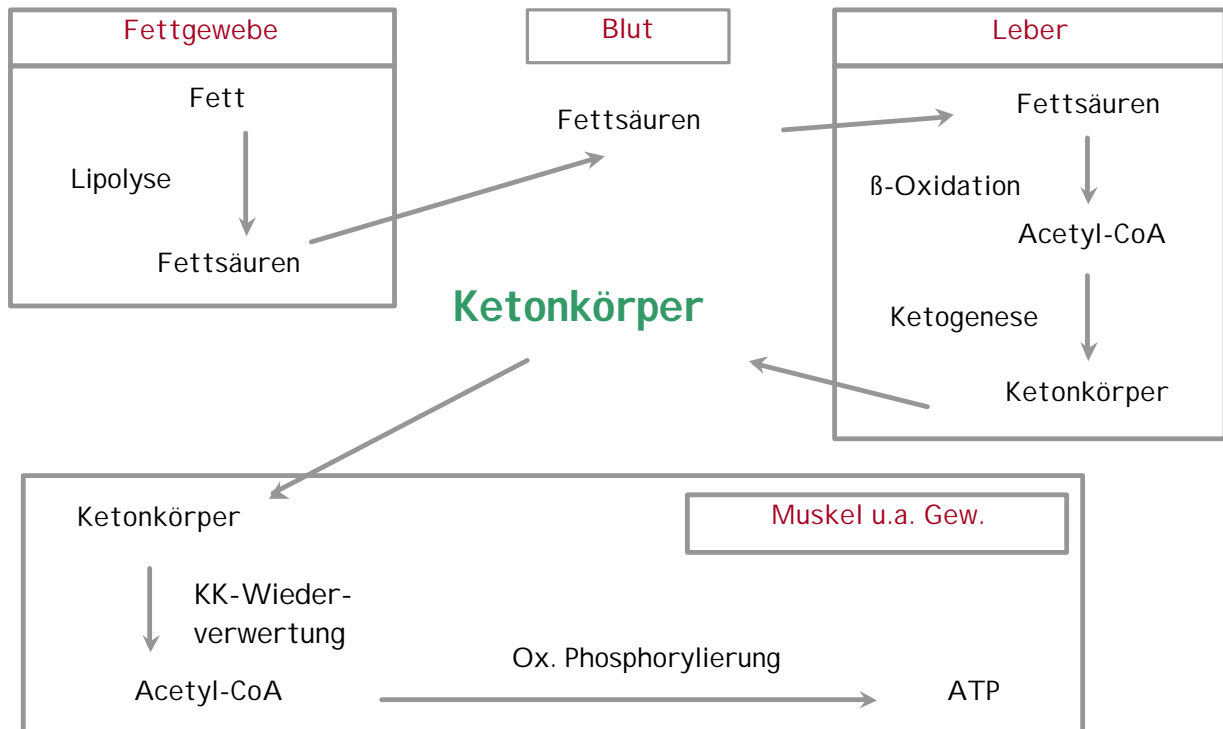 Fettgewebe
Fett
Lipolyse
Fettsäuren
Blut
Fettsäuren
Leber
Fettsäuren
ß-Oxidation
Acetyl-CoA
Ketogenese
Ketonkörper
Ketonkörper
Muskel u.a. Gew.
Ketonkörper
KK-Wieder-
verwertung
Acetyl-CoA
Ox. Phosphorylierung
ATP